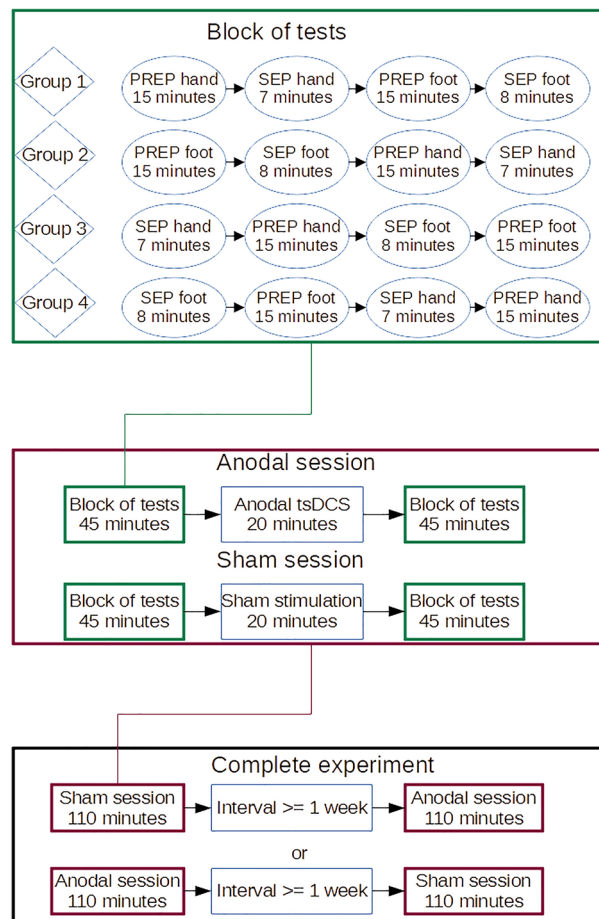 Block of tests
Group 1
PREP hand
15 minutes
SEP hand
7 minutes
PREP foot
15 minutes
SEP foot
8 minutes
Group 2
PREP foot
15 minutes
SEP foot
8 minutes
PREP hand
15 minutes
SEP hand
7 minutes
Group 3
SEP hand
7 minutes
PREP hand
15 minutes
SEP foot
8 minutes
PREP foot
15 minutes
Group 4
SEP foot
8 minutes
PREP foot
15 minutes
SEP hand
7 minutes
PREP hand
15 minutes
Anodal session
Block of tests
45 minutes
Anodal tsDCS
20 minutes
Block of tests
45 minutes
Sham session
Block of tests
45 minutes
Sham stimulation
20 minutes
Block of tests
45 minutes
Complete experiment
Sham session
110 minutes
Interval >= 1 week
Anodal session
110 minutes
or
Anodal session
110 minutes
Interval >= 1 week
Sham session
110 minutes